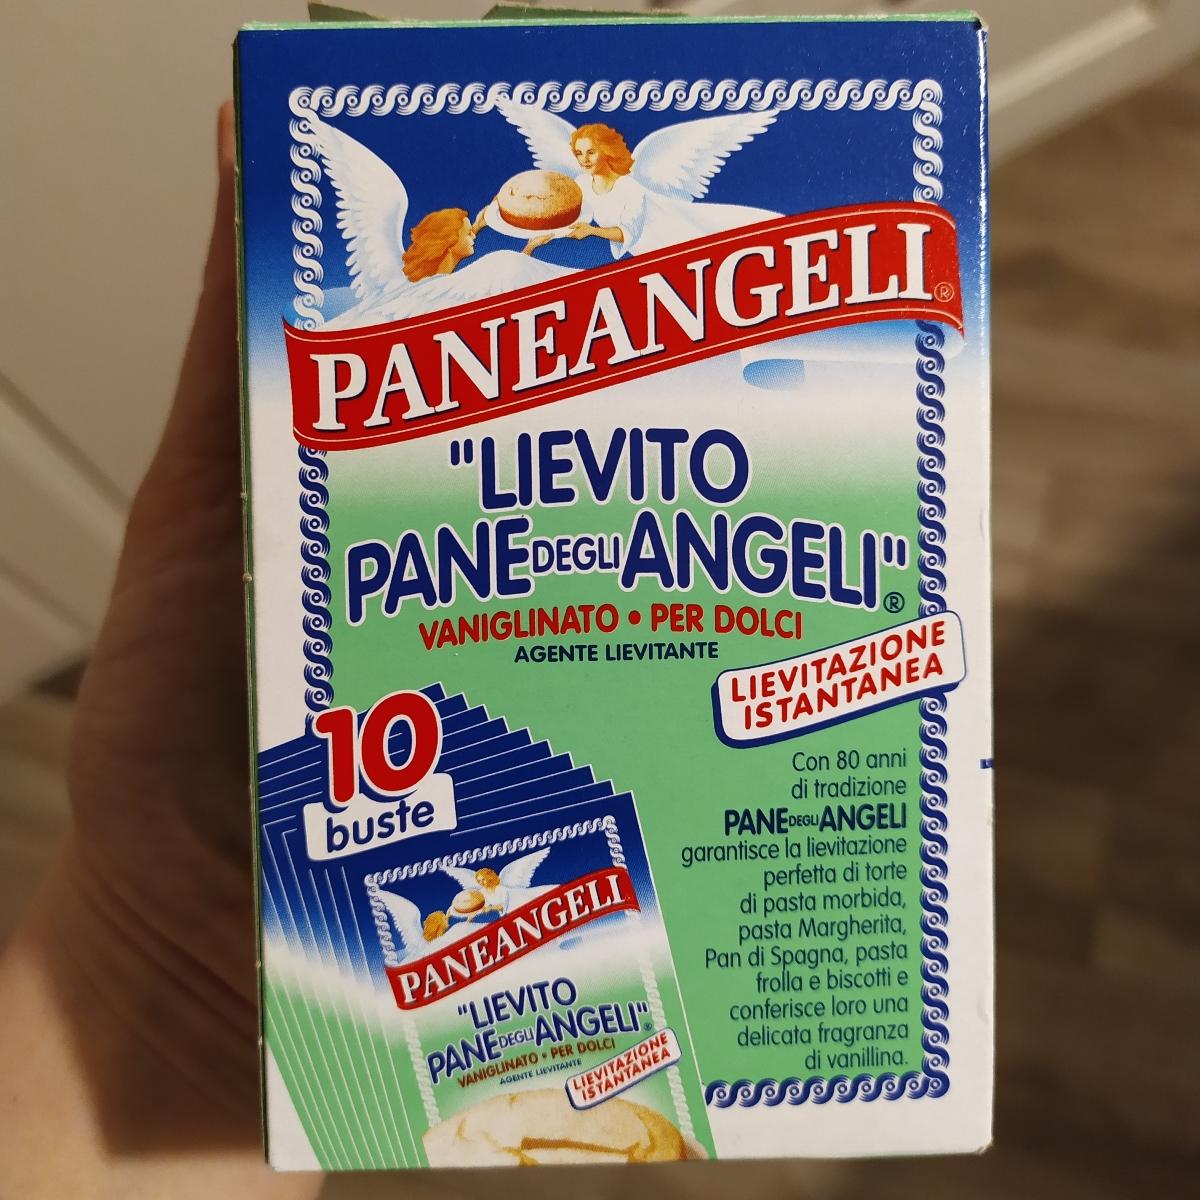 PANEANGELI®
"LIEVITO
PANE DEGLI ANGELI"®
VANIGLINATO • PER DOLCI
AGENTE LIEVITANTE
LIEVITAZIONE
ISTANTANEA
10
buste
Con 80 anni
di tradizione
PANE DEGLI ANGELI
garantisce la lievitazione
perfetta di torte
di pasta morbida,
pasta Margherita,
Pan di Spagna, pasta
frolla e biscotti e
conferisce loro una
delicata fragranza
di vanillina.
PANEANGELI
"LIEVITO
PANE DEGLI ANGELI"®
VANIGLINATO • PER DOLCI
AGENTE LIEVITANTE
LIEVITAZIONE
ISTANTANEA